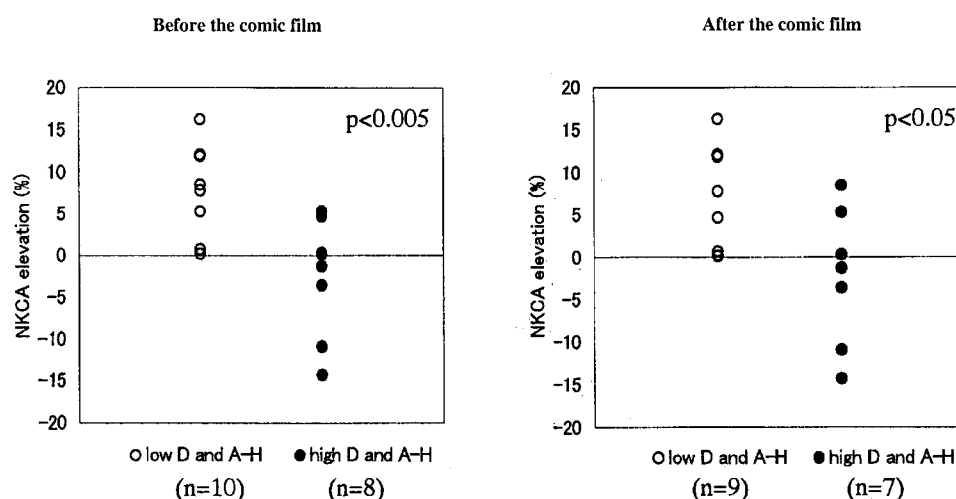 Before the comic film
After the comic film
p<0.005
NKCA elevation (%)
20
15
10
5
0
−5
−10
−15
−20
○ low D and A−H ● high D and A−H
(n=10) (n=8)
p<0.05
NKCA elevation (%)
20
15
10
5
0
−5
−10
−15
−20
○ low D and A−H ● high D and A−H
(n=9) (n=7)